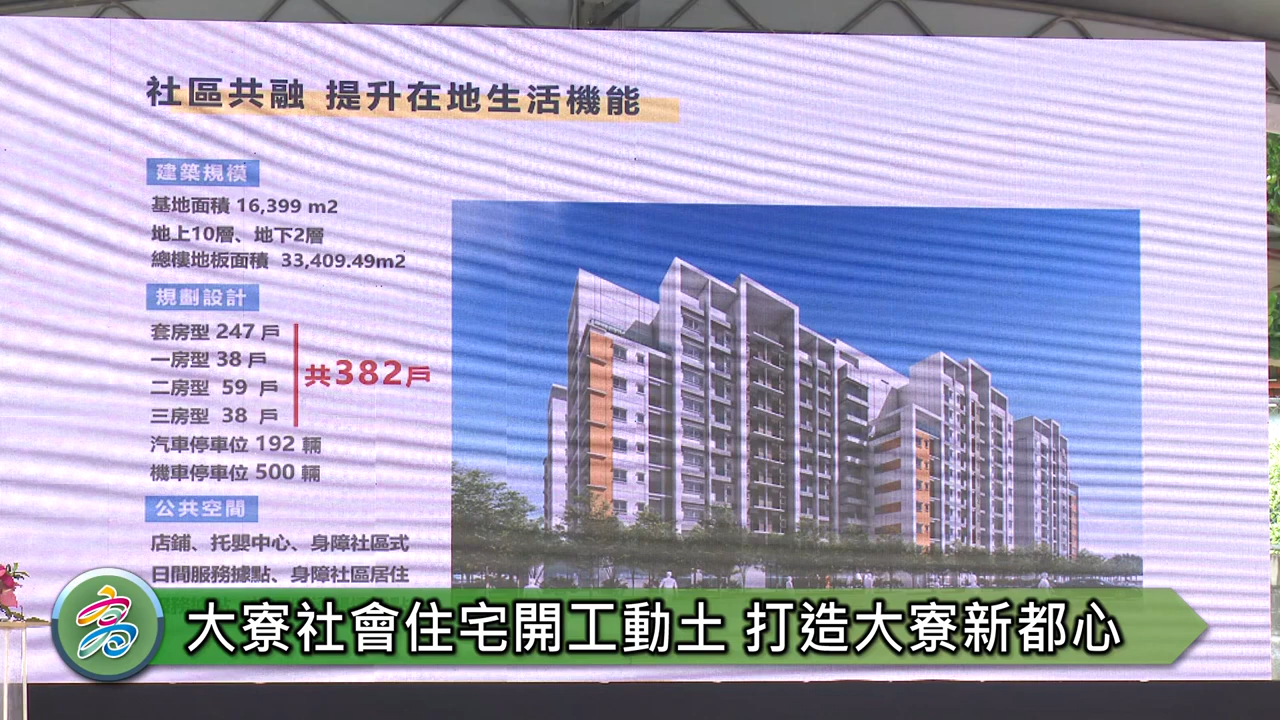 社區共融 提升在地生活機能
建築規模
基地面積 16,399 m2
地上10層、地下2層
總樓地板面積 33,409.49m2
規劃設計
套房型 247 戶
一房型 38 戶
二房型 59 戶
三房型 38 戶
共382戶
汽車停車位 192 輛
機車停車位 500 輛
公共空間
店鋪、托嬰中心、身障社區式
日間服務據點、身障社區居住
大寮社會住宅開工動土 打造大寮新都心